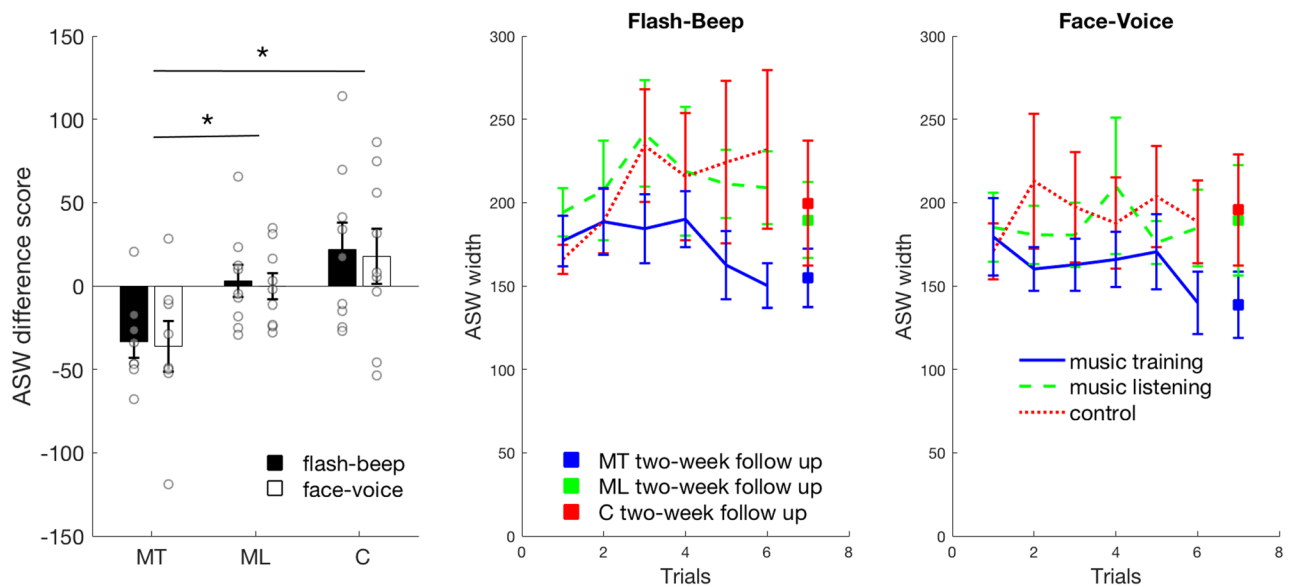 Flash-Beep
Face-Voice
150
100
50
0
-50
-100
-150
ASW difference score
*
*
flash-beep
face-voice
MT
ML
C
300
250
200
150
100
50
0
ASW width
MT two-week follow up
ML two-week follow up
C two-week follow up
0
2
4
6
8
Trials
300
250
200
150
100
50
0
ASW width
music training
music listening
control
0
2
4
6
8
Trials